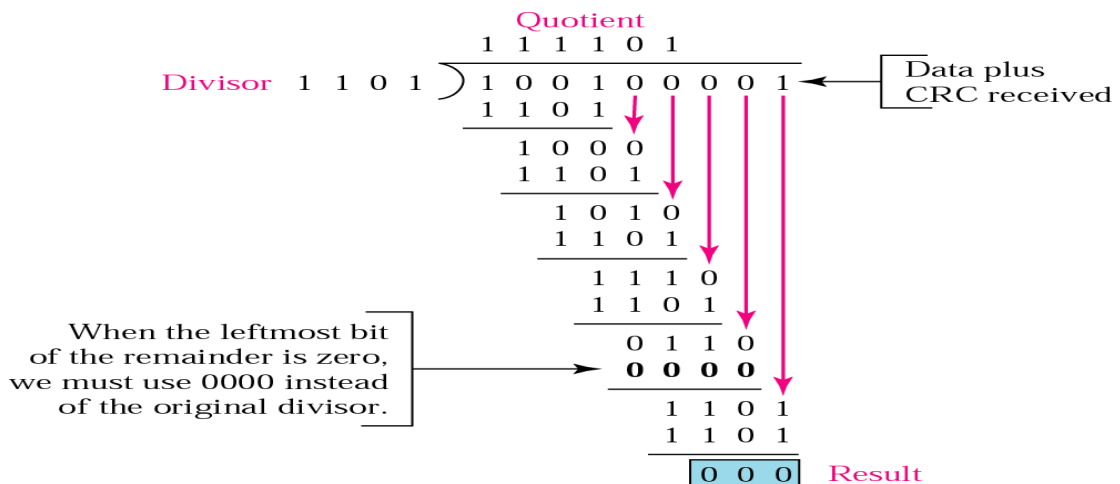 Quotient
1 1 1 1 0 1
Divisor 1 1 0 1 1 0 0 1 0 0 0 0 1
Data plus
CRC received
1 1 0 1
1 0 0 0
1 1 0 1
1 0 1 0
1 1 0 1
1 1 1 0
1 1 0 1
When the leftmost bit
of the remainder is zero,
we must use 0000 instead
of the original divisor.
0 1 1 0
0 0 0 0
1 1 0 1
1 1 0 1
0 0 0 Result